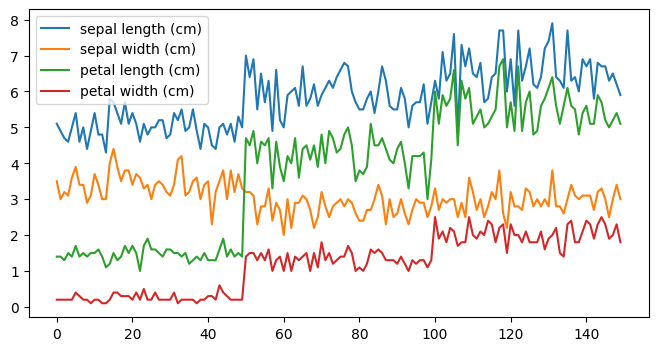 8
7
6
5
4
3
2
1
0
sepal length (cm)
sepal width (cm)
petal length (cm)
petal width (cm)
0 20 40 60 80 100 120 140